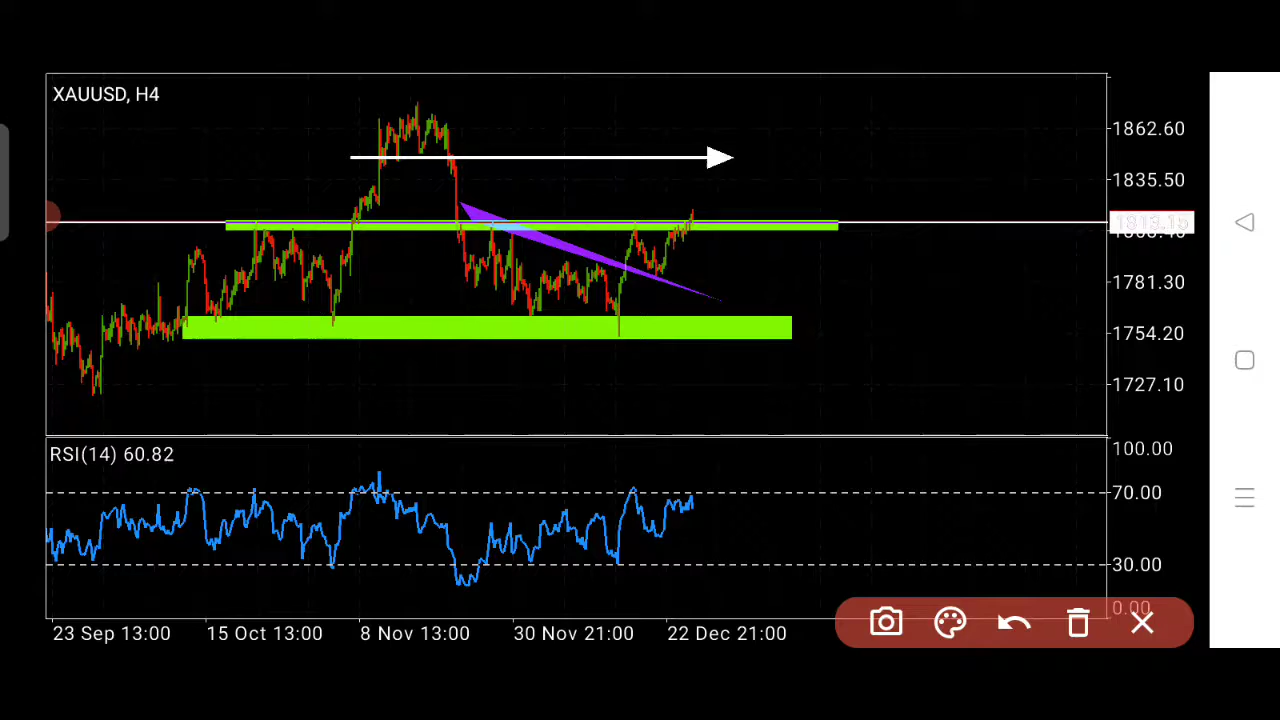 XAUUSD, H4
1862.60
1835.50
1813.15
1781.30
1754.20
1727.10
RSI(14) 60.82
100.00
70.00
30.00
0.00
23 Sep 13:00
15 Oct 13:00
8 Nov 13:00
30 Nov 21:00
22 Dec 21:00